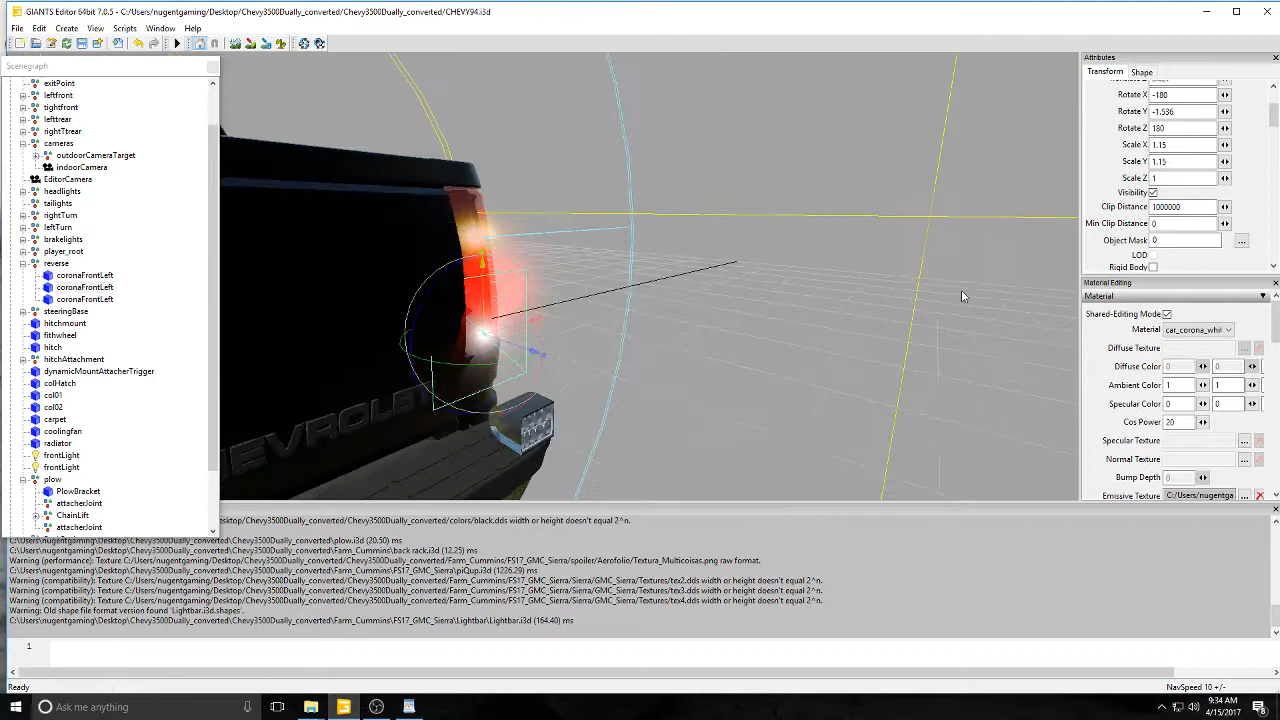 GIANTS Editor 64bit 7.0.5 - C:/Users/nugentgaming/Desktop/Chevy3500Dually_converted/Chevy3500Dually_converted/CHEVY94.i3d
File Edit Create View Scripts Window Help
Scenegraph
exitPoint
leftfront
tightfront
lefttrear
rightTtrear
cameras
outdoorCameraTarget
indoorCamera
EditorCamera
headlights
tailights
rightTurn
leftTurn
brakelights
player_root
reverse
coronaFrontLeft
coronaFrontLeft
coronaFrontLeft
steeringBase
hitchmount
fithwheel
hitch
hitchAttachment
dynamicMountAttacherTrigger
colHatch
col01
col02
carpet
coolingfan
radiator
frontLight
frontLight
plow
PlowBracket
attacherJoint
ChainLift
attacherJoint
HEVROLET
Attributes
Transform Shape
Rotate X -180
Rotate Y -1.536
Rotate Z 180
Scale X 1.15
Scale Y 1.15
Scale Z 1
Visibility
Clip Distance 1000000
Min Clip Distance 0
Object Mask 0 ...
LOD
Rigid Body
Material Editing
Material
Shared-Editing Mode
Material car_corona_whit
Diffuse Texture ...
Diffuse Color 0 0
Ambient Color 1 1
Specular Color 0 0
Cos Power 20
Specular Texture ...
Normal Texture ...
Bump Depth 0
Emissive Texture C:/Users/nugentga ...
esktop/Chevy3500Dually_converted/Chevy3500Dually_converted/colors/black.dds width or height doesn't equal 2^n.
C:\Users\nugentgaming\Desktop\Chevy3500Dually_converted\Chevy3500Dually_converted\plow.i3d (20.50) ms
C:\Users\nugentgaming\Desktop\Chevy3500Dually_converted\Chevy3500Dually_converted\Farm_Cummins\back rack.i3d (12.25) ms
Warning (performance): Texture C:/Users/nugentgaming/Desktop/Chevy3500Dually_converted/Chevy3500Dually_converted/Farm_Cummins/FS17_GMC_Sierra/spoiler/Aerofolio/Textura_Multicoisas.png raw format.
C:\Users\nugentgaming\Desktop\Chevy3500Dually_converted\Chevy3500Dually_converted\Farm_Cummins\FS17_GMC_Sierra\piQup.i3d (1226.29) ms
Warning (compatibility): Texture C:/Users/nugentgaming/Desktop/Chevy3500Dually_converted/Chevy3500Dually_converted/Farm_Cummins/FS17_GMC_Sierra/Sierra/GMC_Sierra/Textures/tex2.dds width or height doesn't equal 2^n.
Warning (compatibility): Texture C:/Users/nugentgaming/Desktop/Chevy3500Dually_converted/Chevy3500Dually_converted/Farm_Cummins/FS17_GMC_Sierra/Sierra/GMC_Sierra/Textures/tex3.dds width or height doesn't equal 2^n.
Warning (compatibility): Texture C:/Users/nugentgaming/Desktop/Chevy3500Dually_converted/Chevy3500Dually_converted/Farm_Cummins/FS17_GMC_Sierra/Sierra/GMC_Sierra/Textures/tex4.dds width or height doesn't equal 2^n.
Warning: Old shape file format version found 'Lightbar.i3d.shapes'.
C:\Users\nugentgaming\Desktop\Chevy3500Dually_converted\Chevy3500Dually_converted\Farm_Cummins\FS17_GMC_Sierra\Lightbar\Lightbar.i3d (164.40) ms
1
Ready
NavSpeed 10 +/-
Ask me anything
9:34 AM
4/15/2017
8